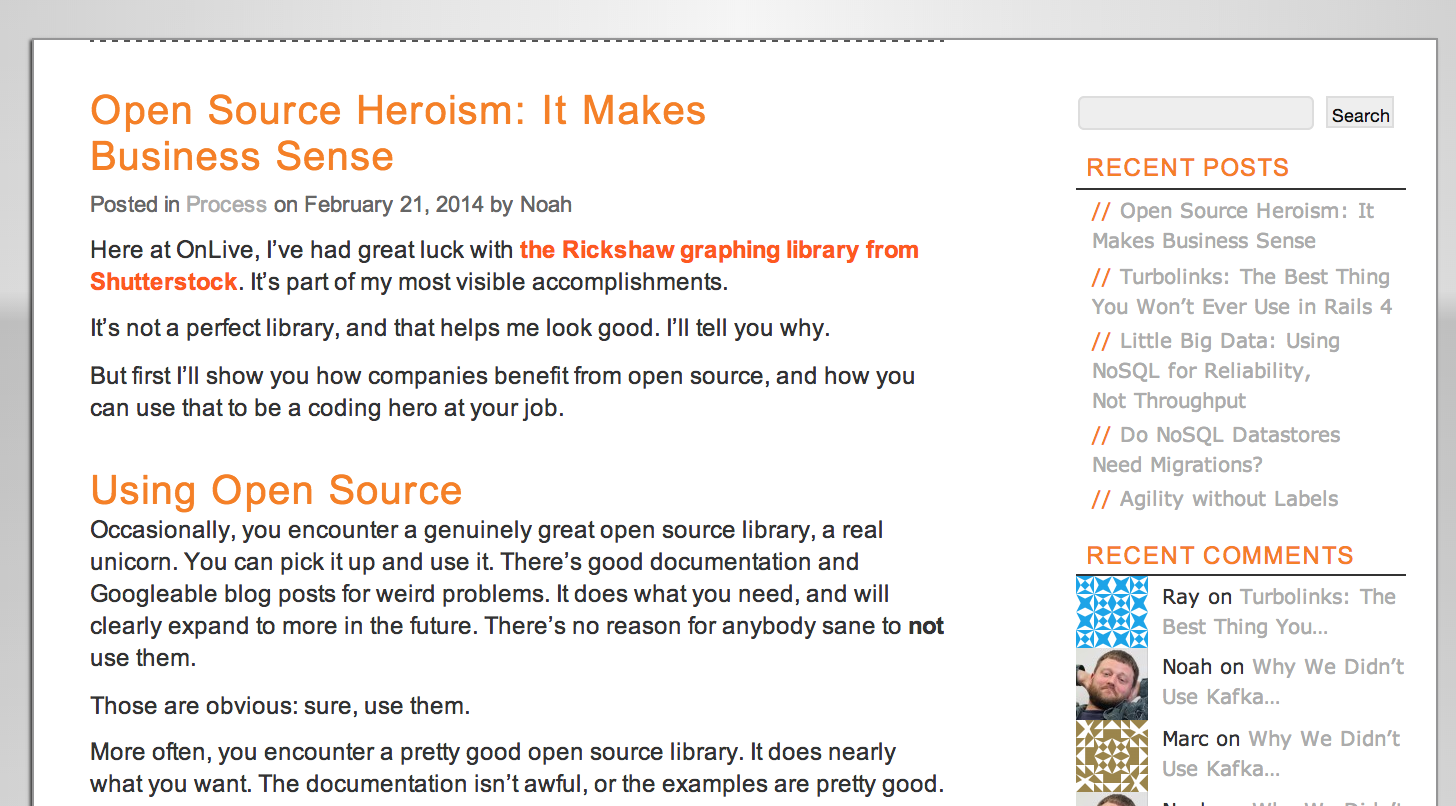 Open Source Heroism: It Makes
Business Sense
Posted in Process on February 21, 2014 by Noah
Here at OnLive, I’ve had great luck with the Rickshaw graphing library from
Shutterstock. It’s part of my most visible accomplishments.
It’s not a perfect library, and that helps me look good. I’ll tell you why.
But first I’ll show you how companies benefit from open source, and how you
can use that to be a coding hero at your job.
Using Open Source
Occasionally, you encounter a genuinely great open source library, a real
unicorn. You can pick it up and use it. There’s good documentation and
Googleable blog posts for weird problems. It does what you need, and will
clearly expand to more in the future. There’s no reason for anybody sane to not
use them.
Those are obvious: sure, use them.
More often, you encounter a pretty good open source library. It does nearly
what you want. The documentation isn’t awful, or the examples are pretty good.
Search
RECENT POSTS
// Open Source Heroism: It
Makes Business Sense
// Turbolinks: The Best Thing
You Won’t Ever Use in Rails 4
// Little Big Data: Using
NoSQL for Reliability,
Not Throughput
// Do NoSQL Datastores
Need Migrations?
// Agility without Labels
RECENT COMMENTS
Ray on Turbolinks: The
Best Thing You...
Noah on Why We Didn’t
Use Kafka...
Marc on Why We Didn’t
Use Kafka...